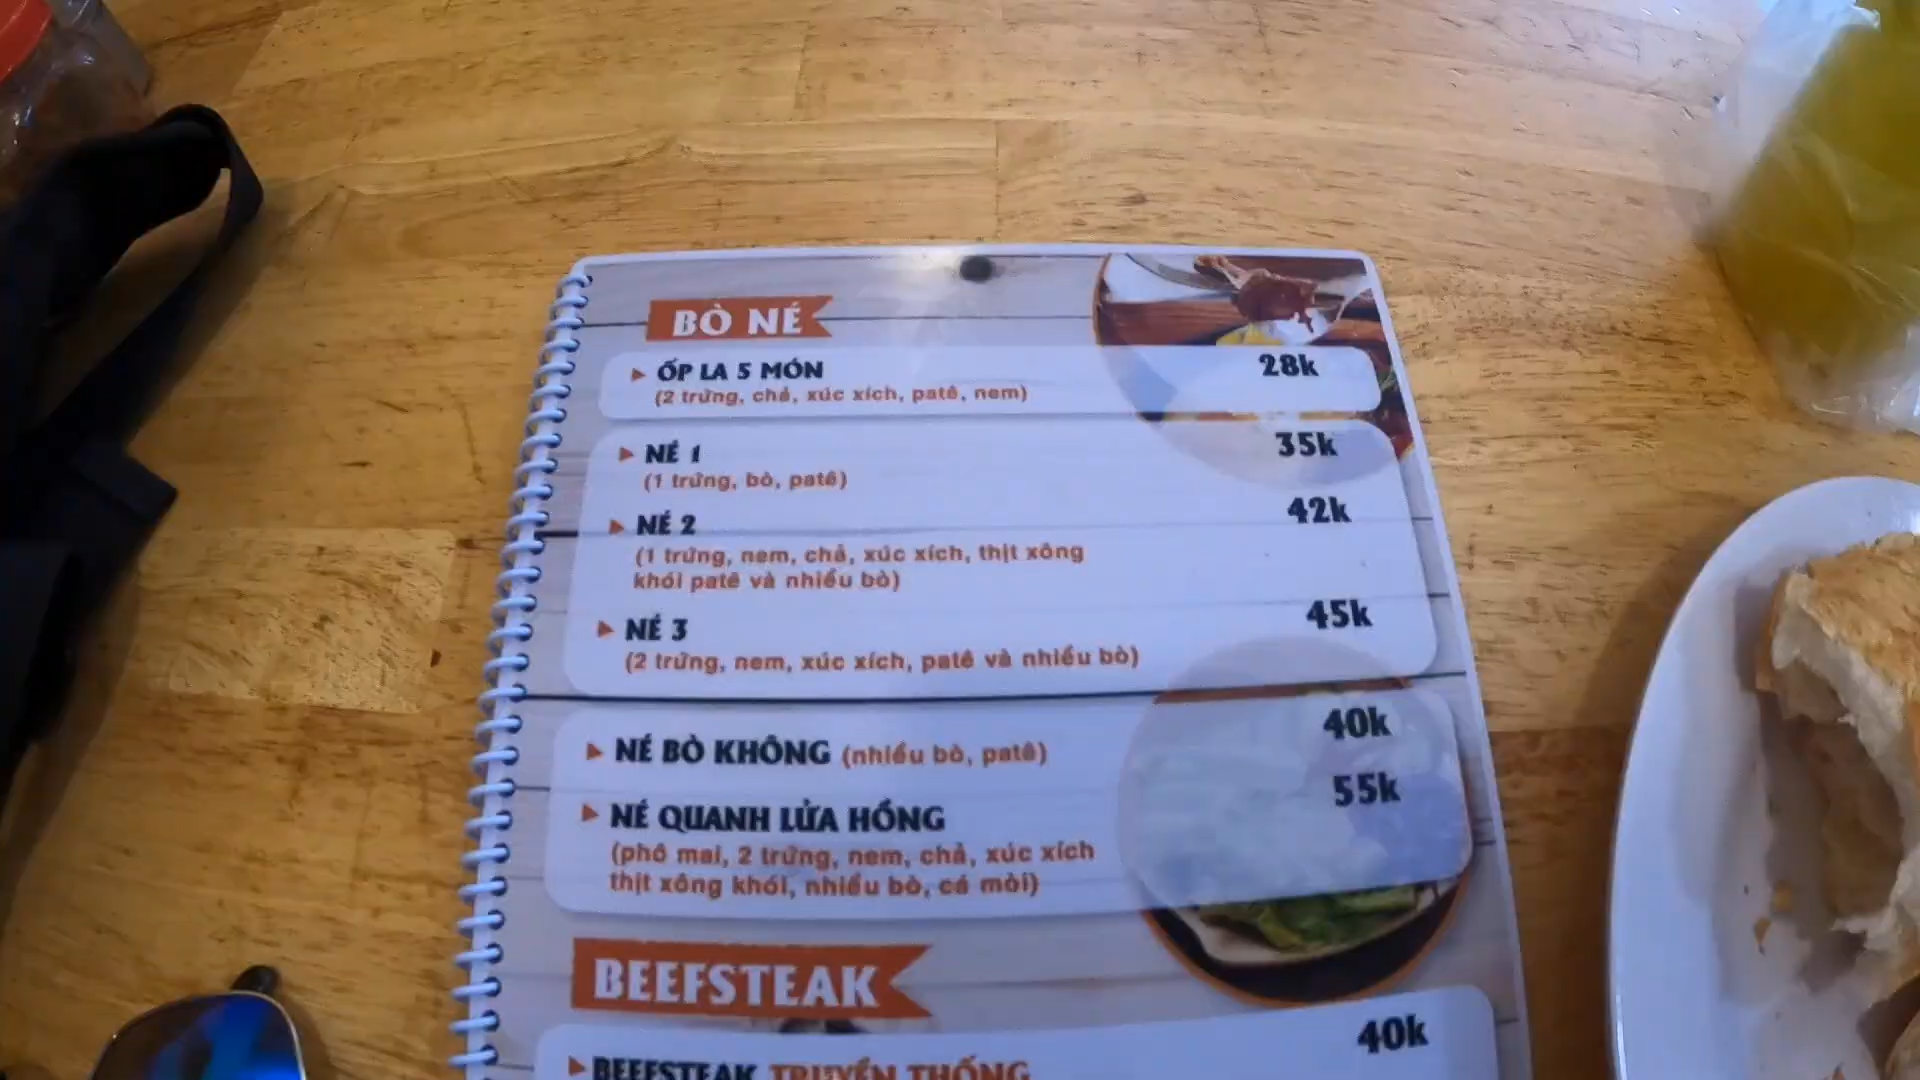 BÒ NÉ
ỐP LA 5 MÓN 28k
(2 trứng, chả, xúc xích, patê, nem)
NÉ 1 35k
(1 trứng, bò, patê)
NÉ 2 42k
(1 trứng, nem, chả, xúc xích, thịt xông
khói patê và nhiều bò)
NÉ 3 45k
(2 trứng, nem, xúc xích, patê và nhiều bò)
NÉ BÒ KHÔNG (nhiều bò, patê) 40k
NÉ QUANH LỬA HỒNG 55k
(phô mai, 2 trứng, nem, chả, xúc xích
thịt xông khói, nhiều bò, cá mòi)
BEEFSTEAK
BEEFSTEAK TRUYỀN THỐNG 40k